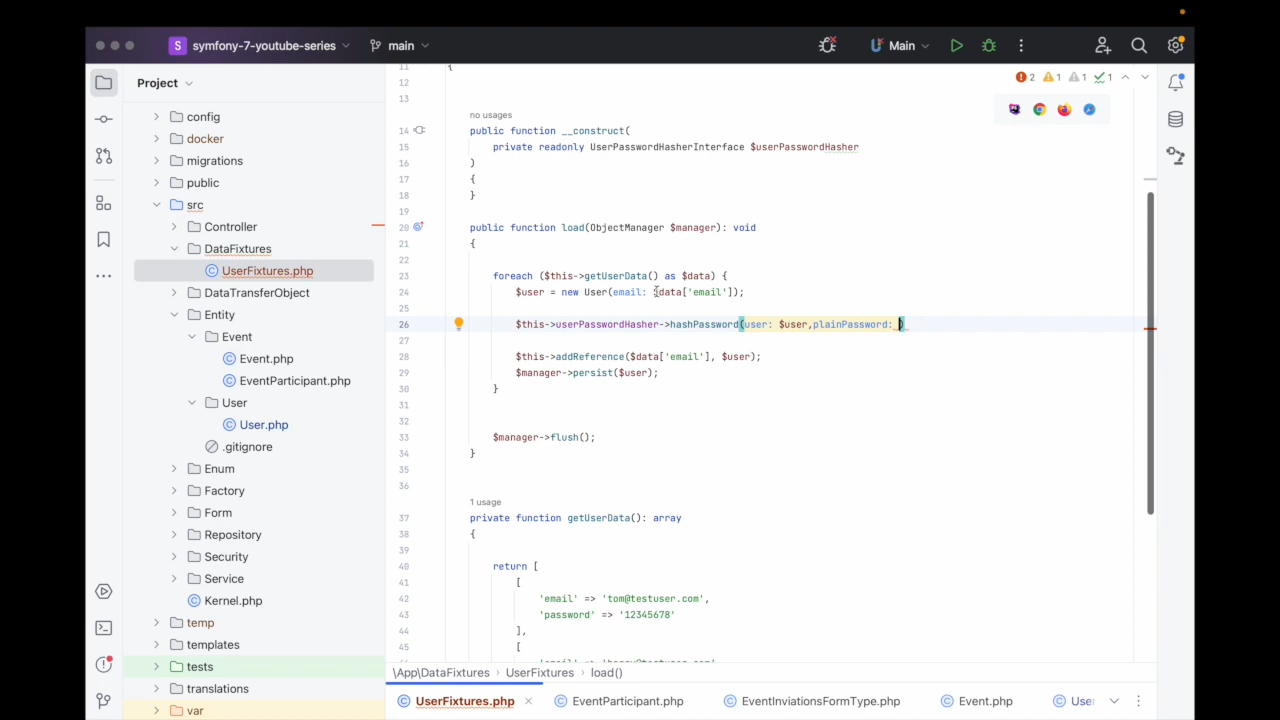 S symfony-7-youtube-series main Main
Project
config
docker
migrations
public
src
Controller
DataFixtures
UserFixtures.php
DataTransferObject
Entity
Event
Event.php
EventParticipant.php
User
User.php
.gitignore
Enum
Factory
Form
Repository
Security
Service
Kernel.php
temp
templates
tests
translations
var
2 1 1 1
11 {
12
13
no usages
14 public function __construct(
15 private readonly UserPasswordHasherInterface $userPasswordHasher
16 )
17 {
18 }
19
20 public function load(ObjectManager $manager): void
21 {
22
23 foreach ($this->getUserData() as $data) {
24 $user = new User(email: $data['email']);
25
26 $this->userPasswordHasher->hashPassword(user: $user,plainPassword: )
27
28 $this->addReference($data['email'], $user);
29 $manager->persist($user);
30 }
31
32
33 $manager->flush();
34 }
35
36
1 usage
37 private function getUserData(): array
38 {
39
40 return [
41 [
42 'email' => 'tom@testuser.com',
43 'password' => '12345678'
44 ],
45 [
\App\DataFixtures › UserFixtures › load()
UserFixtures.php × EventParticipant.php EventInviationsFormType.php Event.php User